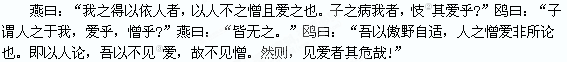 燕曰：“我之得以依人者，以人不之憎且爱之也。子之病我者，忮其爱乎？”鸥曰：“子
谓人之于我，爱乎，憎乎？”燕曰：“皆无之。”鸥曰：“吾以傲野自适，人之憎爱非所论
也。即以人论，吾以不见爱，故不见憎。然则，见爱者其危哉！”